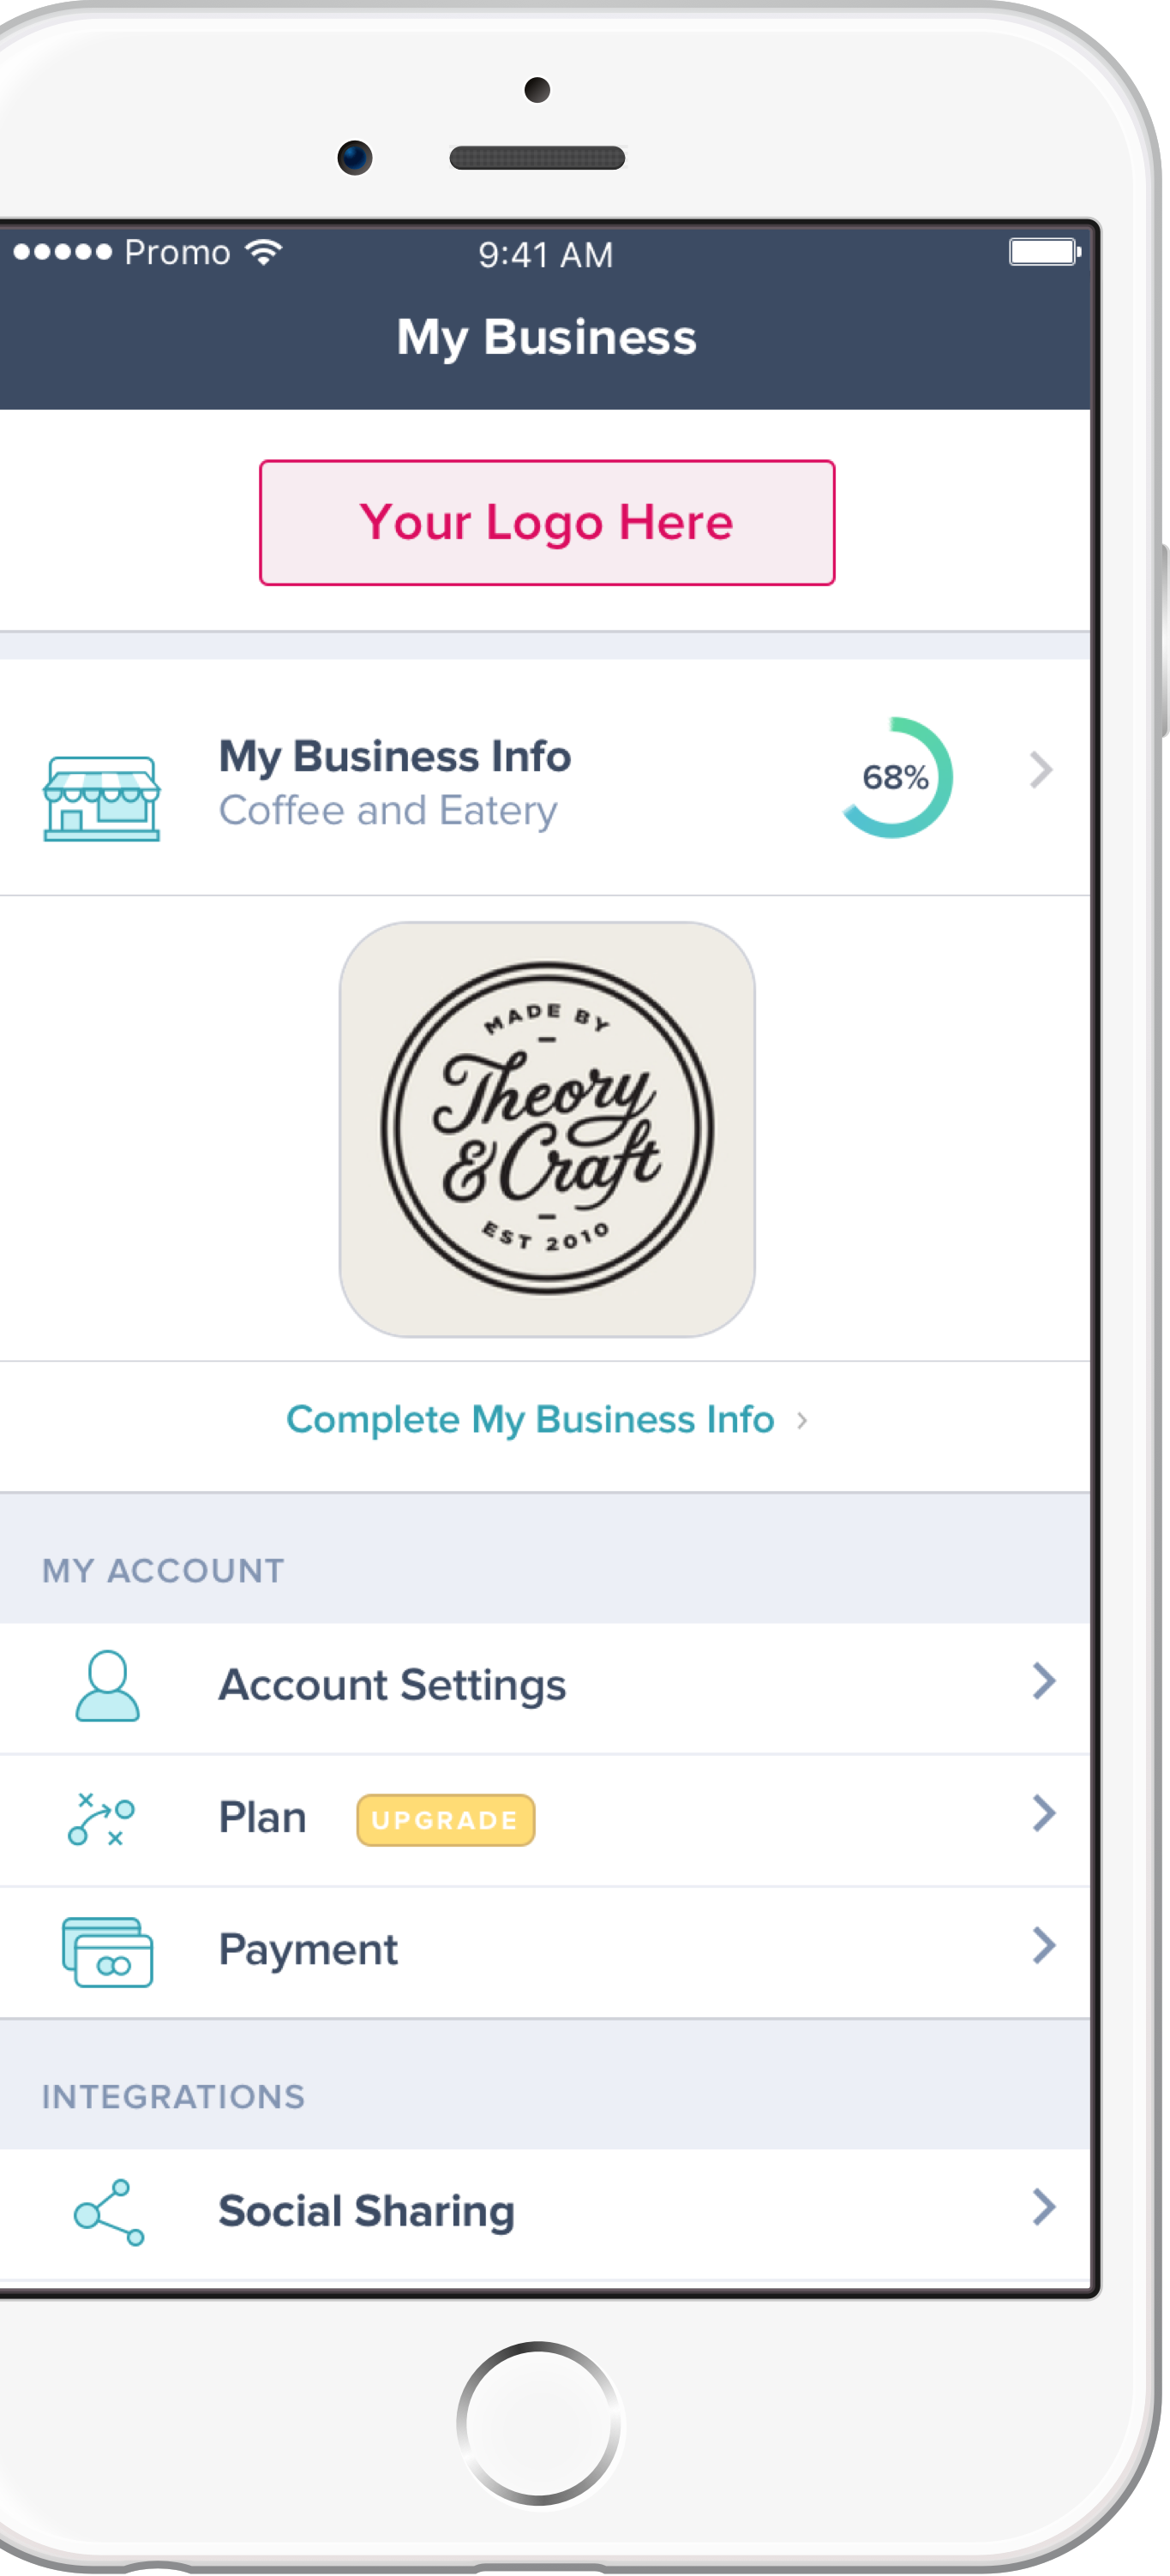 Promo 9:41 AM
My Business
Your Logo Here
My Business Info
Coffee and Eatery
68%
MADE BY
Theory
& Craft
EST 2010
Complete My Business Info
MY ACCOUNT
Account Settings
Plan UPGRADE
Payment
INTEGRATIONS
Social Sharing